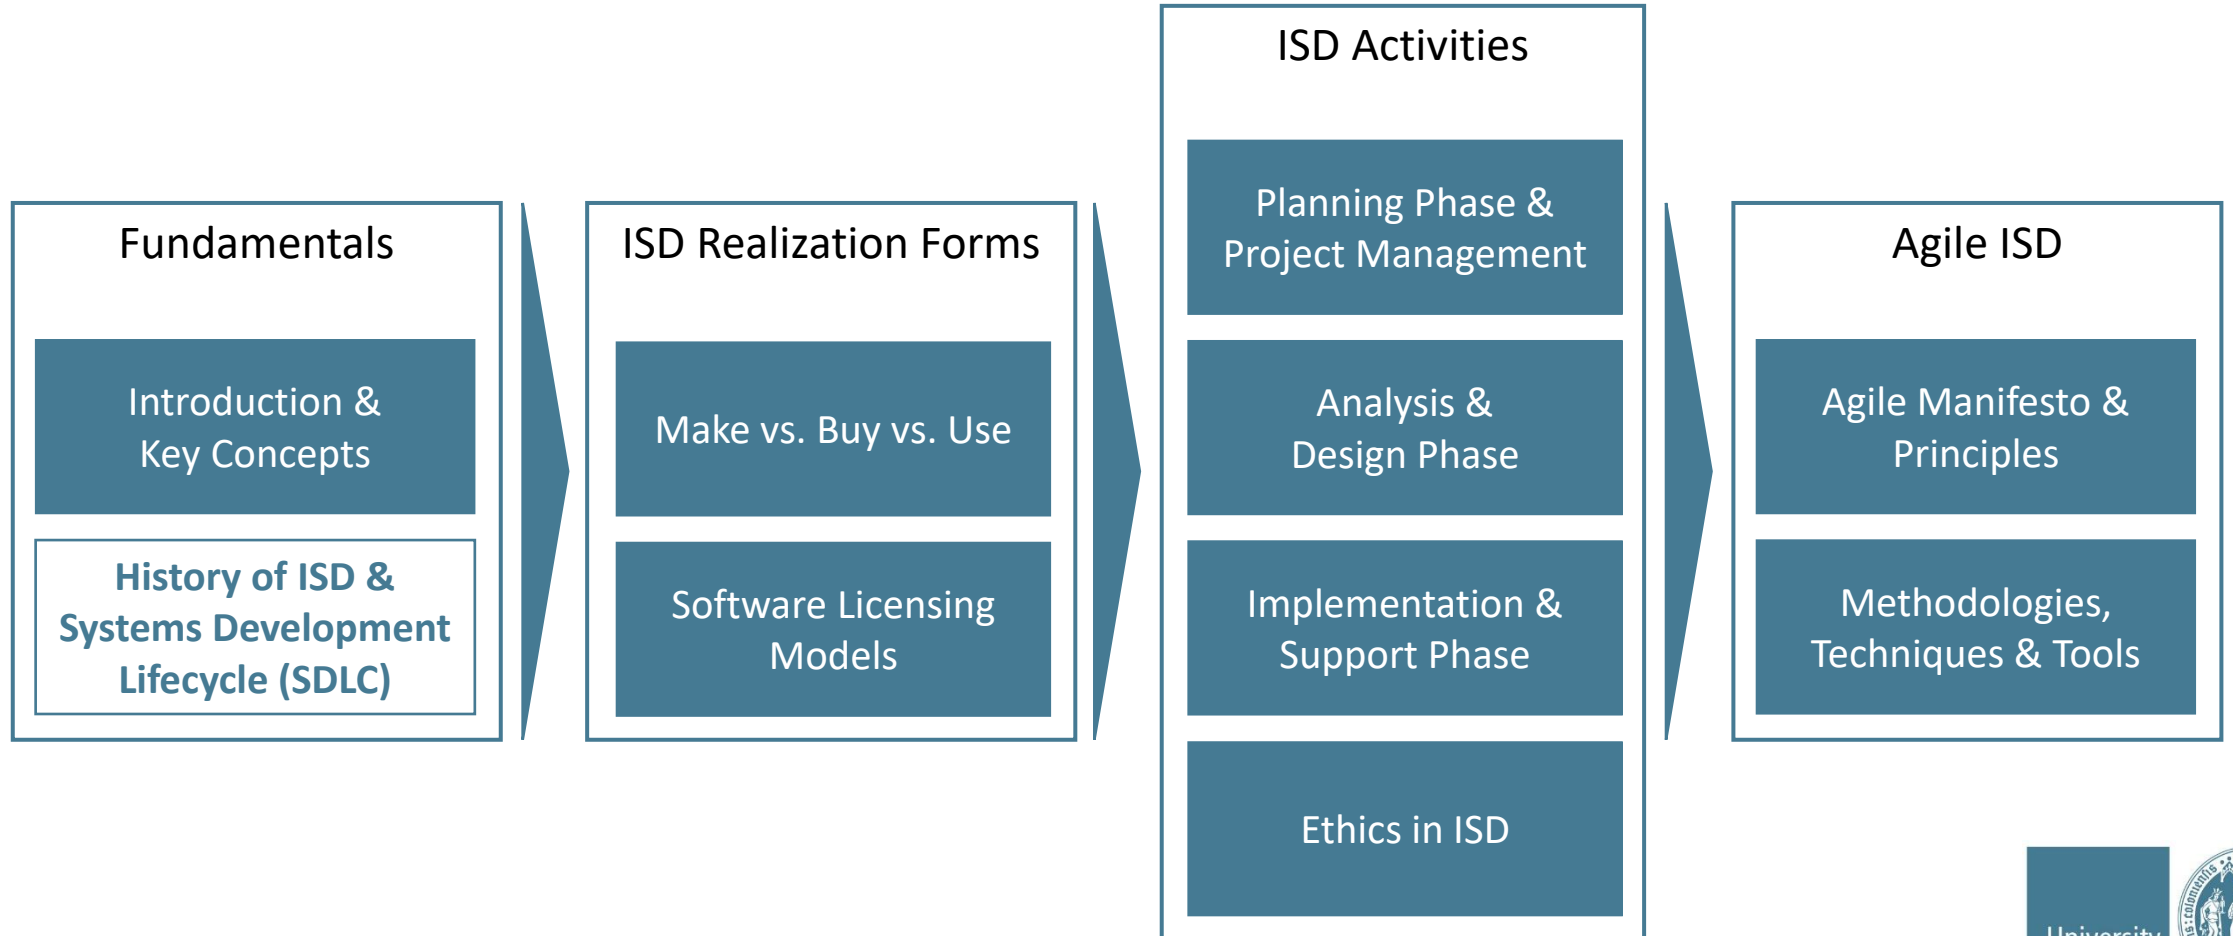 Fundamentals
Introduction &
Key Concepts
History of ISD &
Systems Development
Lifecycle (SDLC)
ISD Realization Forms
Make vs. Buy vs. Use
Software Licensing
Models
ISD Activities
Planning Phase &
Project Management
Analysis &
Design Phase
Implementation &
Support Phase
Ethics in ISD
Agile ISD
Agile Manifesto &
Principles
Methodologies,
Techniques & Tools
University